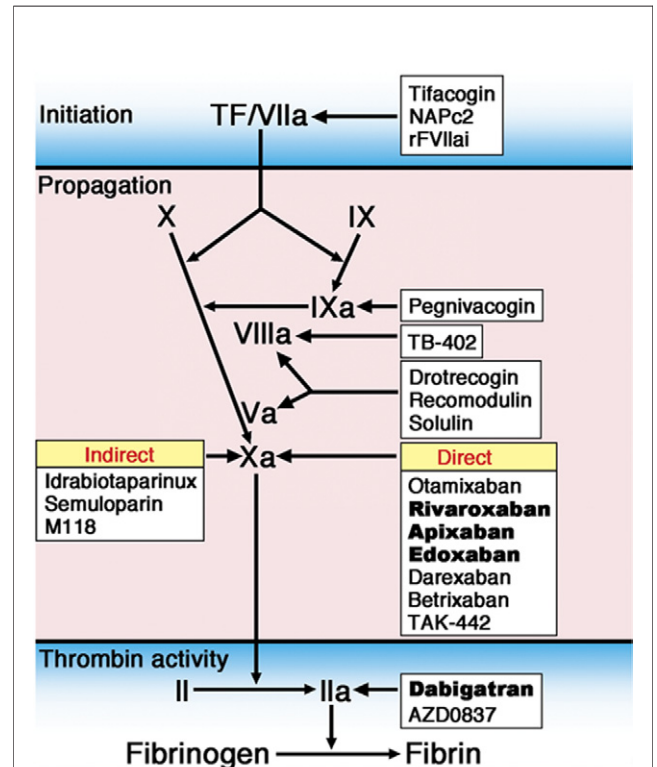 Initiation
TF/VIIa
Tifacogin
NAPc2
rFVIIai
Propagation
X
IX
IXa
Pegnivacogin
VIIIa
TB-402
Drotrecogin
Recomodulin
Solulin
Va
Indirect
Xa
Direct
Idrabiotaparinux
Semuloparin
M118
Otamixaban
Rivaroxaban
Apixaban
Edoxaban
Darexaban
Betrixaban
TAK-442
Thrombin activity
II
IIa
Dabigatran
AZD0837
Fibrinogen
Fibrin